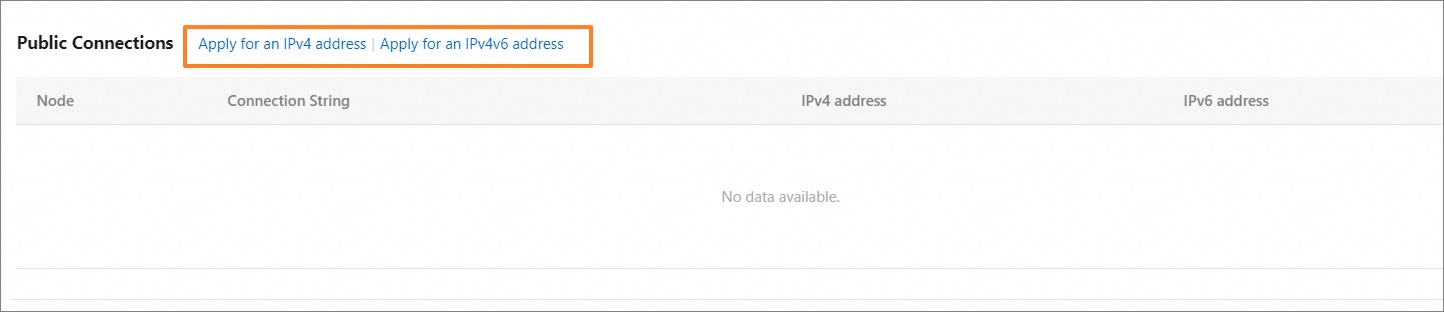 Public Connections Apply for an IPv4 address | Apply for an IPv4v6 address
Node Connection String IPv4 address IPv6 address
No data available.